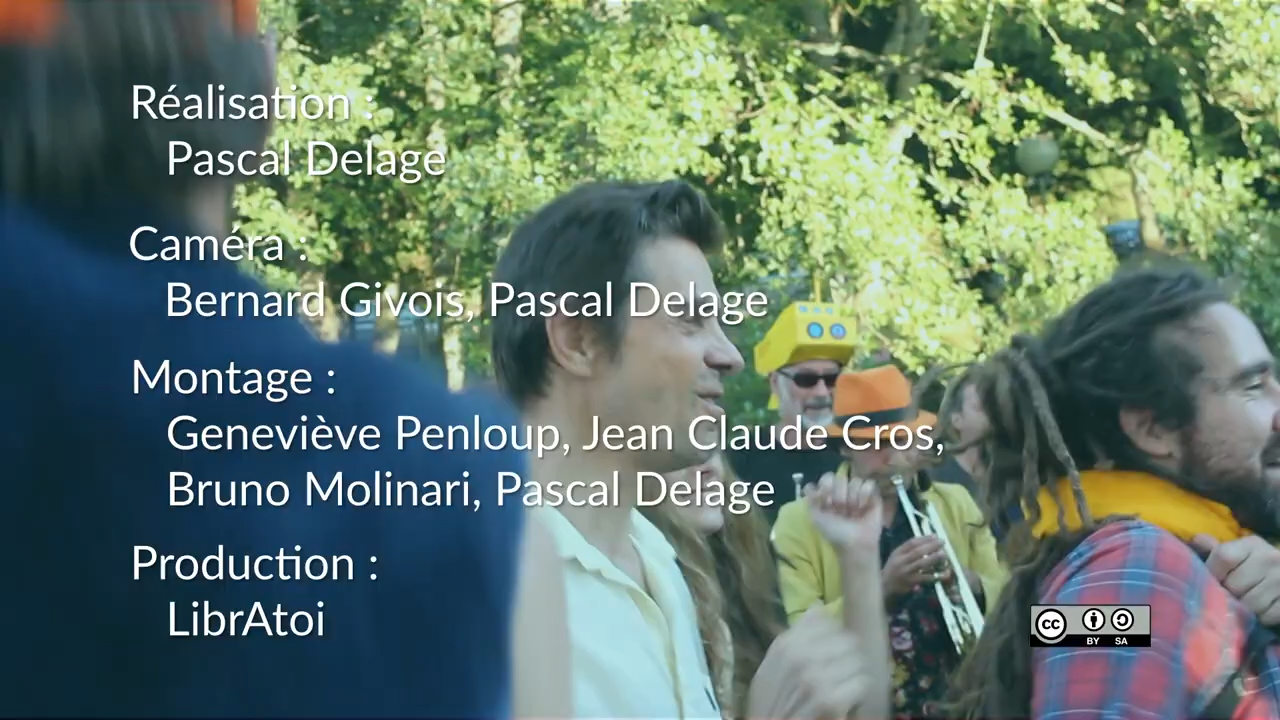 Réalisation :
Pascal Delage
Caméra :
Bernard Givois, Pascal Delage
Montage :
Geneviève Penloup, Jean Claude Cros,
Bruno Molinari, Pascal Delage
Production :
LibrAtoi
cc BY SA